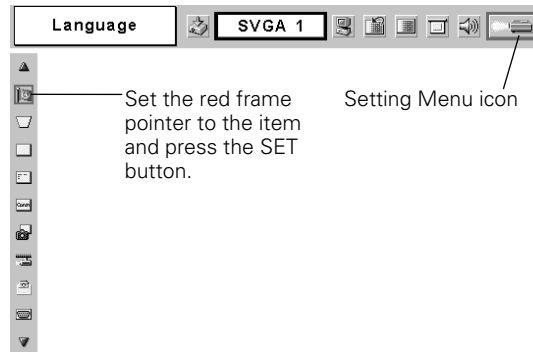 Language
SVGA 1
Set the red frame
pointer to the item
and press the SET
button.
Setting Menu icon